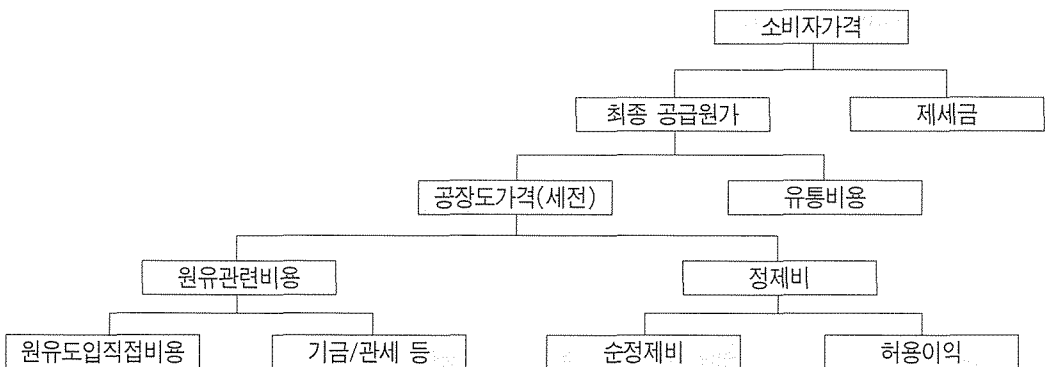 소비자가격
최종 공급원가
제세금
공장도가격(세전)
유통비용
원유관련비용
정제비
원유도입직접비용
기금/관세 등
순정제비
허용이익